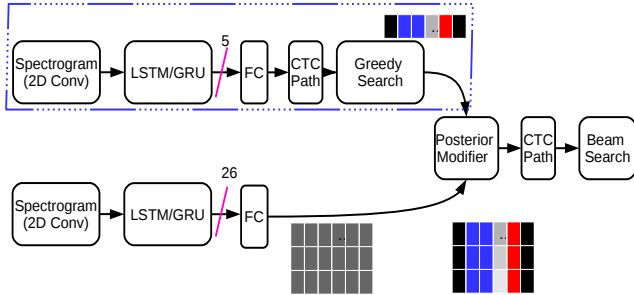 5
Spectrogram
(2D Conv)
LSTM/GRU
FC
CTC
Path
Greedy
Search
..
Posterior
Modifier
CTC
Path
Beam
Search
26
Spectrogram
(2D Conv)
LSTM/GRU
FC
..
..